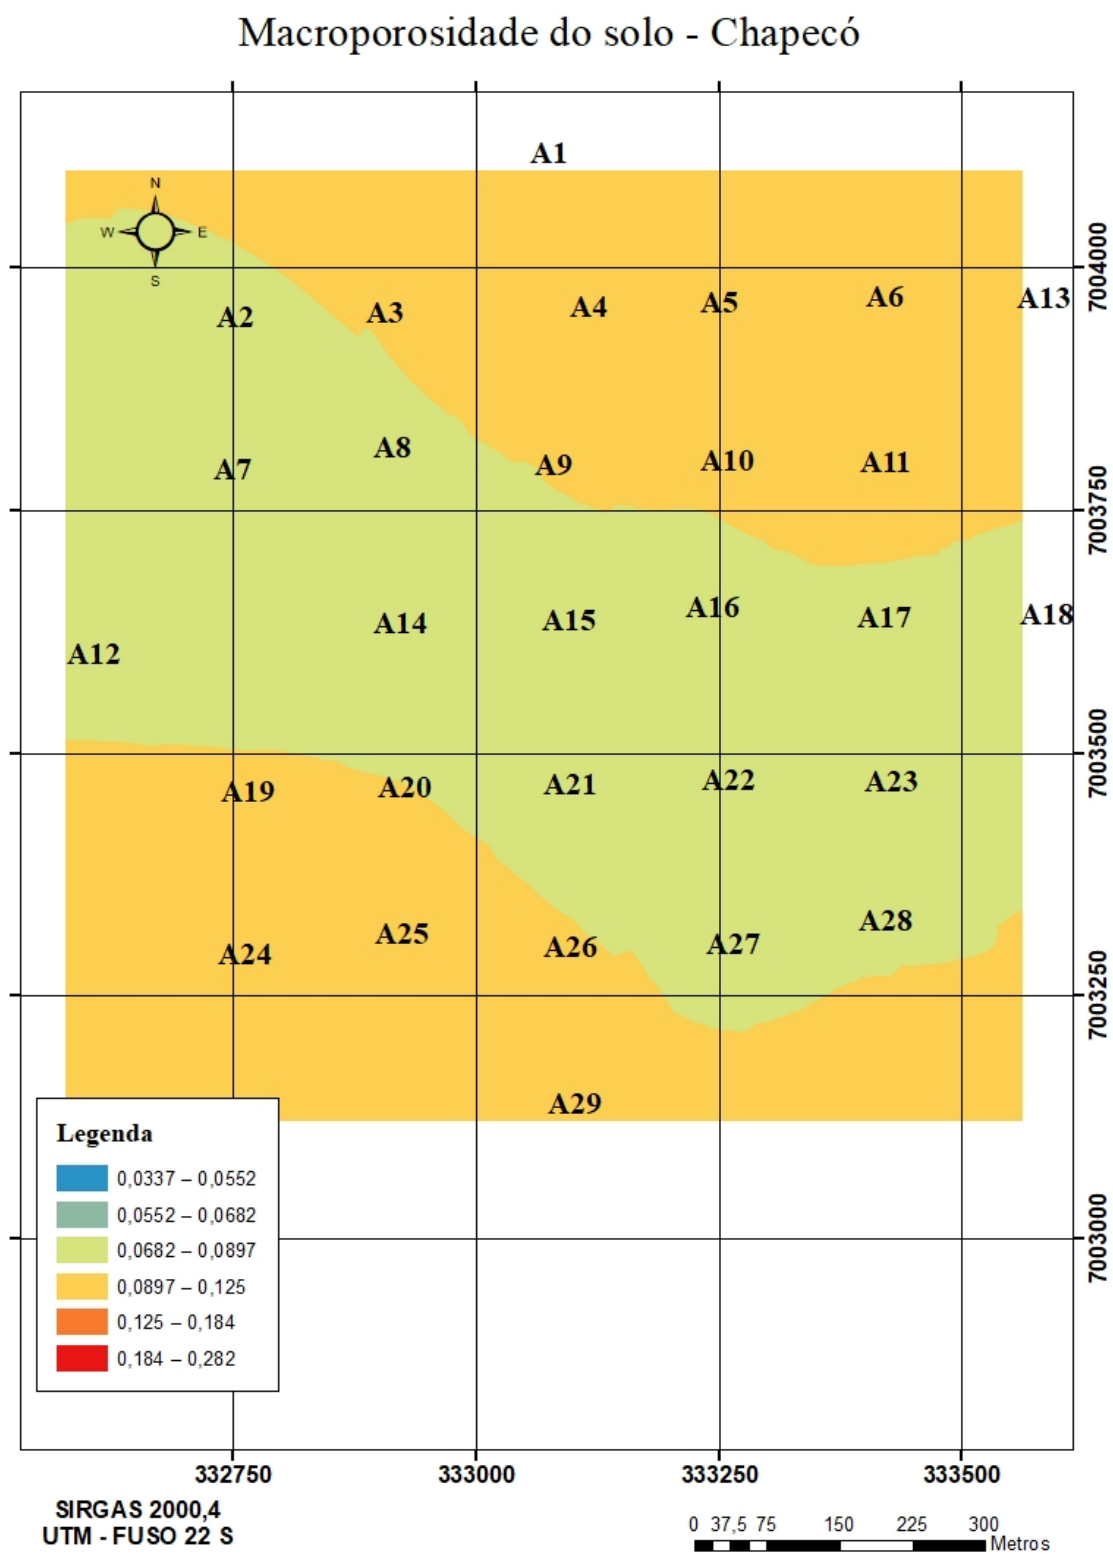 Macroporosidade do solo - Chapecó
A1
N
W E
S
7004000
A2 A3 A4 A5 A6 A13
A7 A8 A9 A10 A11
7003750
A12 A14 A15 A16 A17 A18
7003500
A19 A20 A21 A22 A23
A24 A25 A26 A27 A28
7003250
A29
Legenda
0,0337 – 0,0552
0,0552 – 0,0682
0,0682 – 0,0897
0,0897 – 0,125
0,125 – 0,184
0,184 – 0,282
7003000
332750 333000 333250 333500
SIRGAS 2000,4
UTM - FUSO 22 S
0 37,5 75 150 225 300
Metros